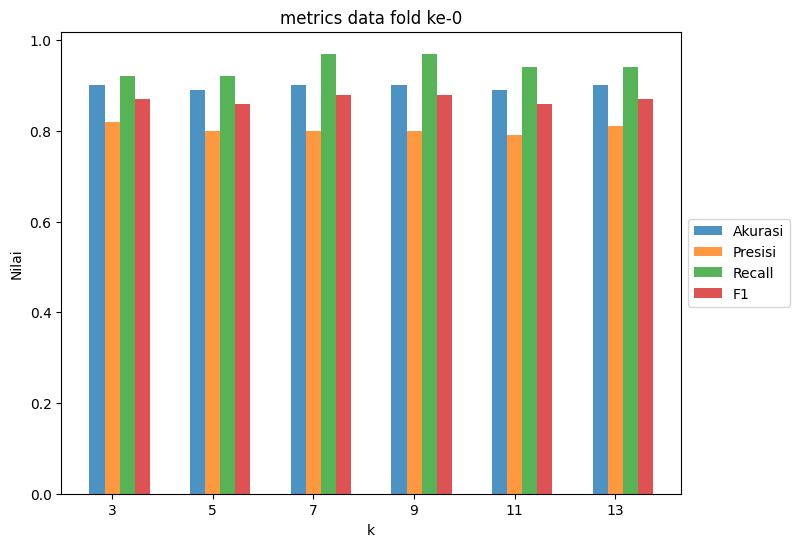 metrics data fold ke-0
Nilai
1.0
0.8
0.6
0.4
0.2
0.0
3 5 7 9 11 13
k
Akurasi
Presisi
Recall
F1